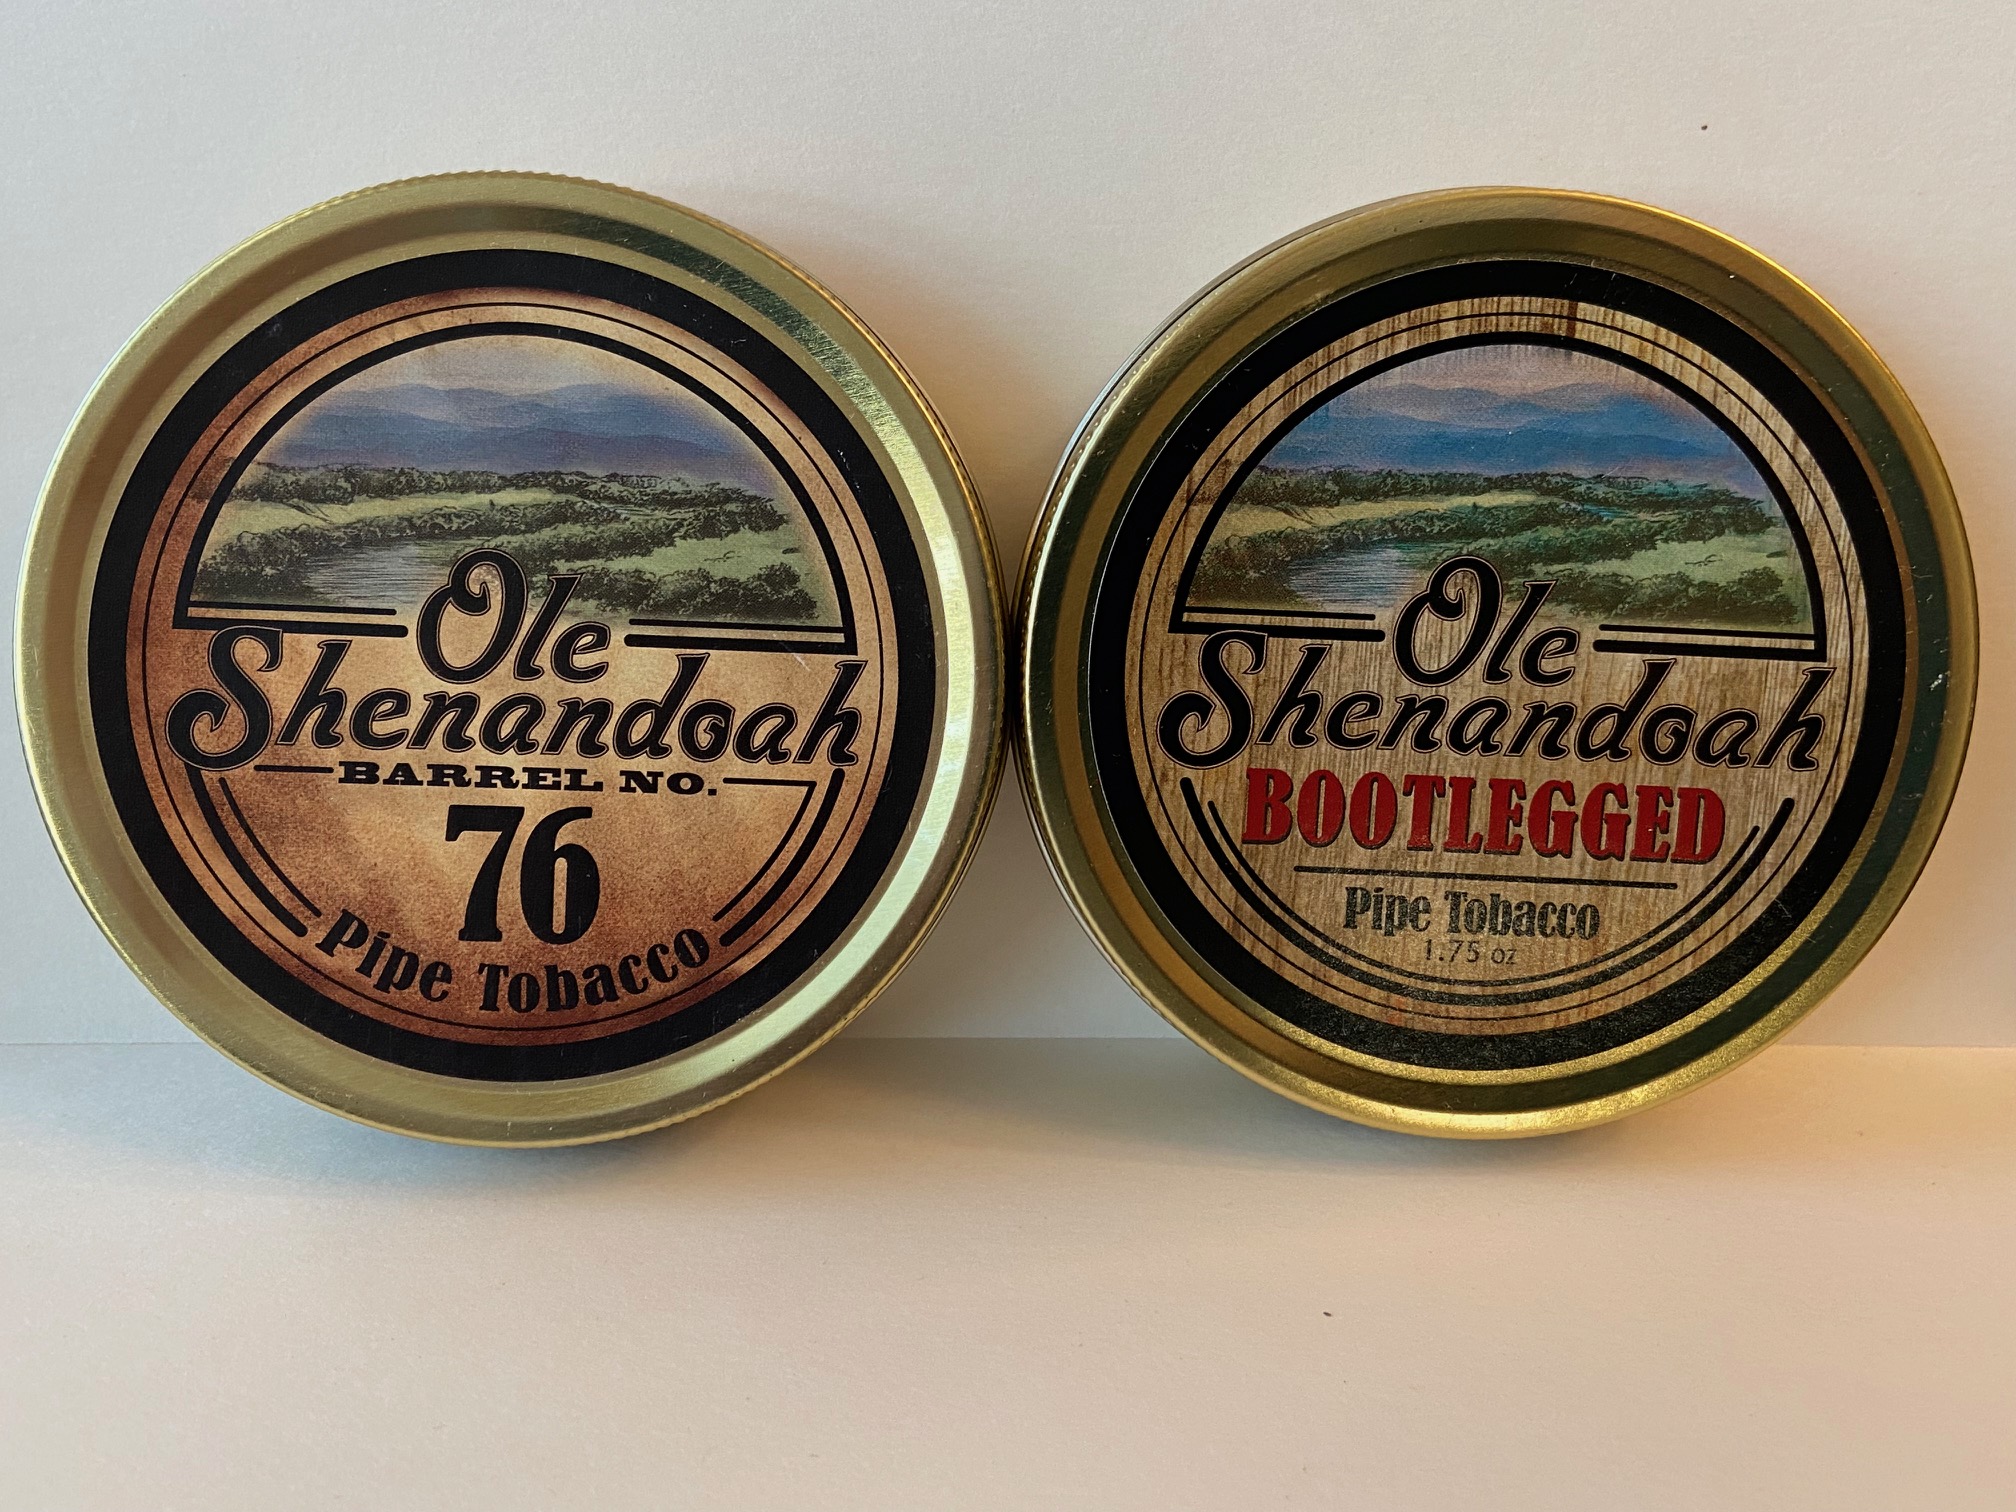 Ole
Shenandoah
BARREL NO.
76
Pipe Tobacco
Ole
Shenandoah
BOOTLEGGED
Pipe Tobacco
1.75 oz